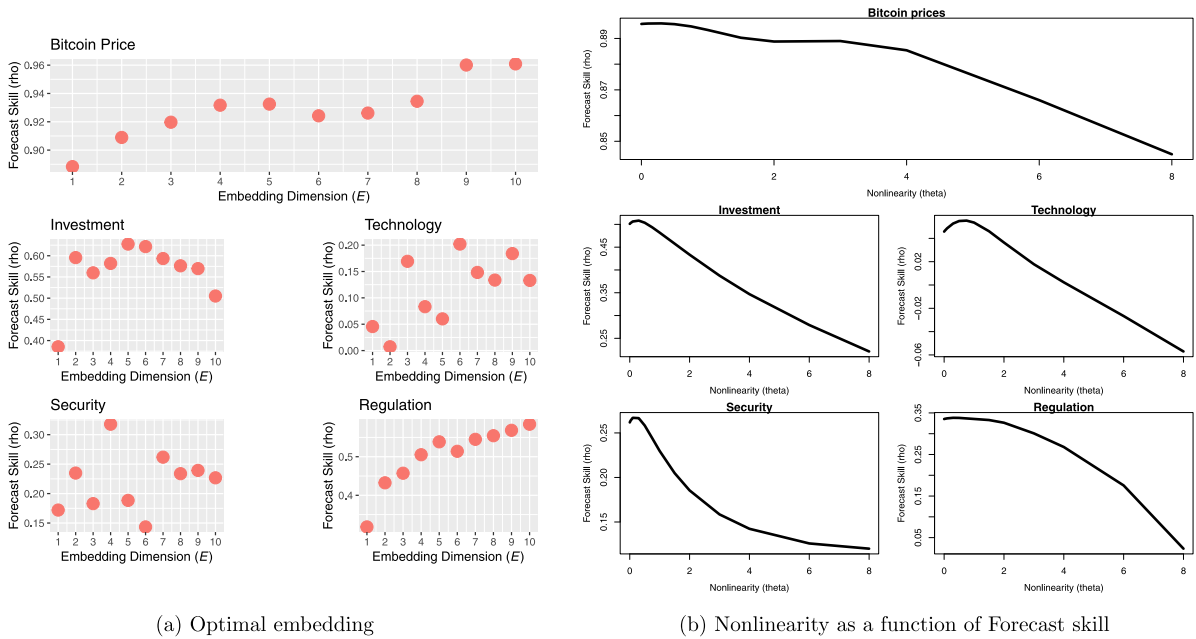 Bitcoin Price
Forecast Skill (rho)
0.96
0.94
0.92
0.90
1 2 3 4 5 6 7 8 9 10
Embedding Dimension (E)
Investment
Forecast Skill (rho)
0.60
0.55
0.50
0.45
0.40
1 2 3 4 5 6 7 8 9 10
Embedding Dimension (E)
Technology
Forecast Skill (rho)
0.20
0.15
0.10
0.05
0.00
1 2 3 4 5 6 7 8 9 10
Embedding Dimension (E)
Security
Forecast Skill (rho)
0.30
0.25
0.20
0.15
1 2 3 4 5 6 7 8 9 10
Embedding Dimension (E)
Regulation
Forecast Skill (rho)
0.5
0.4
1 2 3 4 5 6 7 8 9 10
Embedding Dimension (E)
(a) Optimal embedding
Bitcoin prices
Forecast Skill (rho)
0.89
0.87
0.85
0 2 4 6 8
Nonlinearity (theta)
Investment
Forecast Skill (rho)
0.45
0.35
0.25
0 2 4 6 8
Nonlinearity (theta)
Technology
Forecast Skill (rho)
0.02
−0.02
−0.06
0 2 4 6 8
Nonlinearity (theta)
Security
Forecast Skill (rho)
0.25
0.20
0.15
0 2 4 6 8
Nonlinearity (theta)
Regulation
Forecast Skill (rho)
0.35
0.25
0.15
0.05
0 2 4 6 8
Nonlinearity (theta)
(b) Nonlinearity as a function of Forecast skill